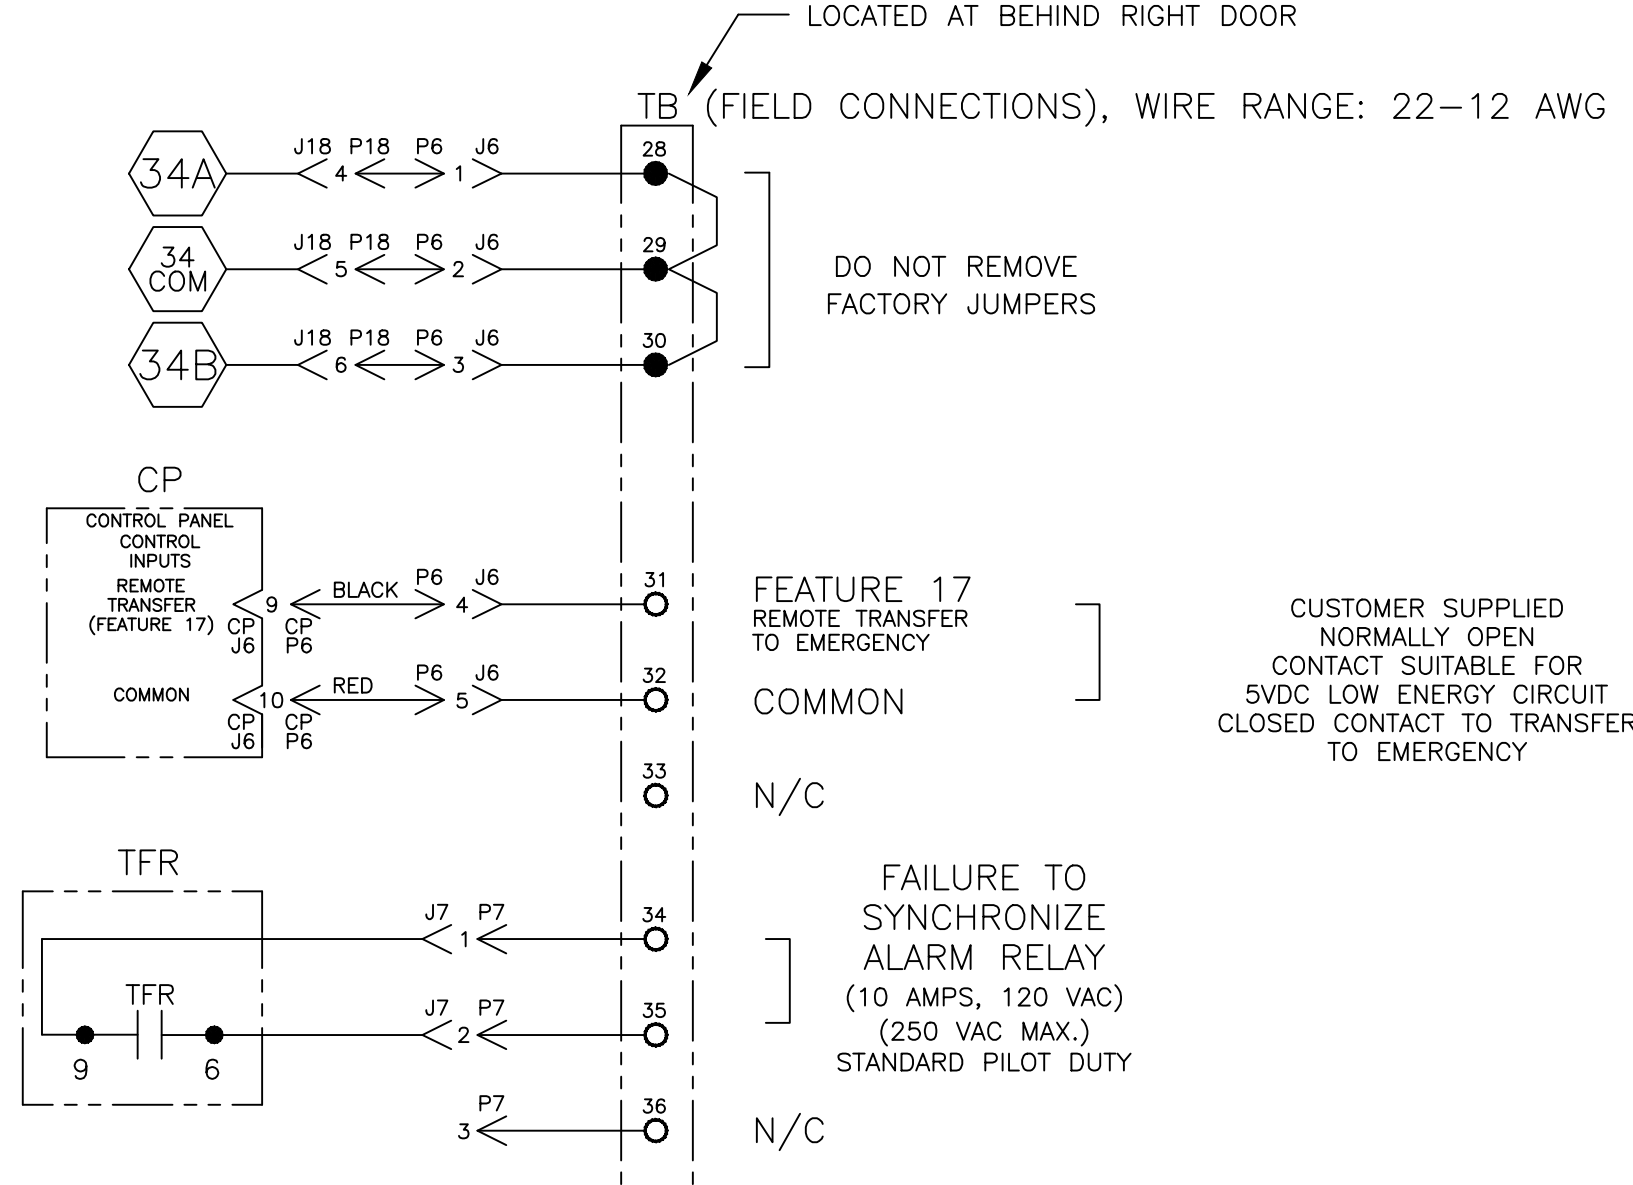 LOCATED AT BEHIND RIGHT DOOR
TB (FIELD CONNECTIONS), WIRE RANGE: 22-12 AWG
34A
J18 P18 P6 J6
4 1
28
34
COM
J18 P18 P6 J6
5 2
29
34B
J18 P18 P6 J6
6 3
30
DO NOT REMOVE
FACTORY JUMPERS
CP
CONTROL PANEL
CONTROL
INPUTS
REMOTE
TRANSFER
(FEATURE 17)
9
CP CP
J6 P6
BLACK
P6 J6
4
31
FEATURE 17
REMOTE TRANSFER
TO EMERGENCY
COMMON
10
CP CP
J6 P6
RED
P6 J6
5
32
COMMON
CUSTOMER SUPPLIED
NORMALLY OPEN
CONTACT SUITABLE FOR
5VDC LOW ENERGY CIRCUIT
CLOSED CONTACT TO TRANSFER
TO EMERGENCY
33
N/C
TFR
J7 P7
1
34
TFR
9 6
J7 P7
2
35
FAILURE TO
SYNCHRONIZE
ALARM RELAY
(10 AMPS, 120 VAC)
(250 VAC MAX.)
STANDARD PILOT DUTY
P7
3
36
N/C